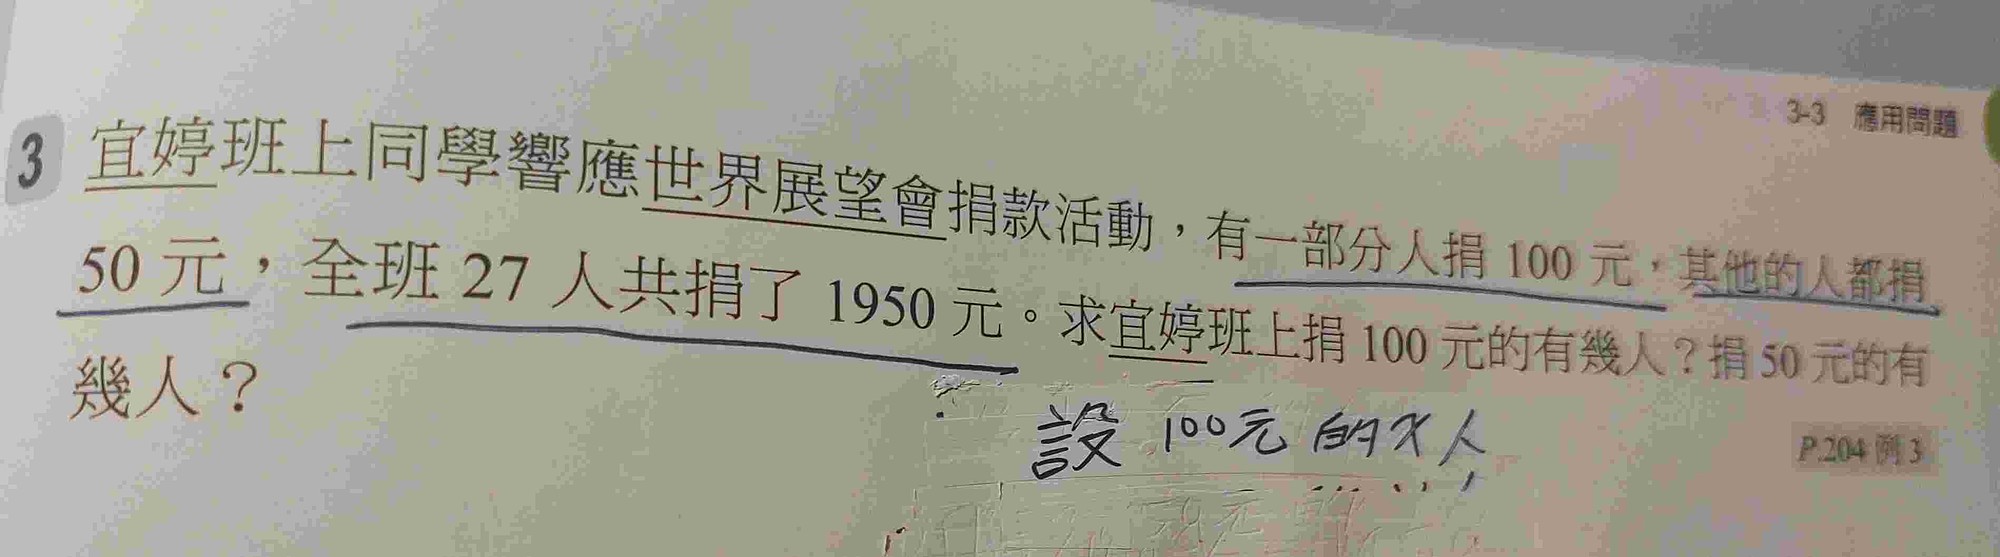 3-3 應用問題
3 宜婷班上同學響應世界展望會捐款活動，有一部分人捐 100 元，其他的人都捐
50 元，全班 27 人共捐了 1950 元。求宜婷班上捐 100 元的有幾人？捐 50 元的有
幾人？
設 100元 的 x 人
P.204 例 3